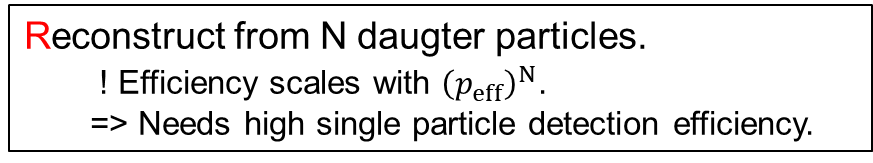 Reconstruct from N daugter particles.
! Efficiency scales with (p_eff)^N.
=> Needs high single particle detection efficiency.